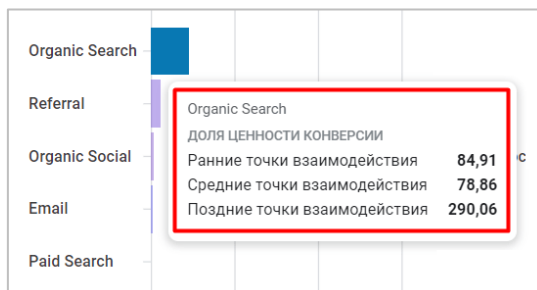 Organic Search
Referral
Organic Social
Email
Paid Search
Organic Search
ДОЛЯ ЦЕННОСТИ КОНВЕРСИИ
Ранние точки взаимодействия 84,91
Средние точки взаимодействия 78,86
Поздние точки взаимодействия 290,06